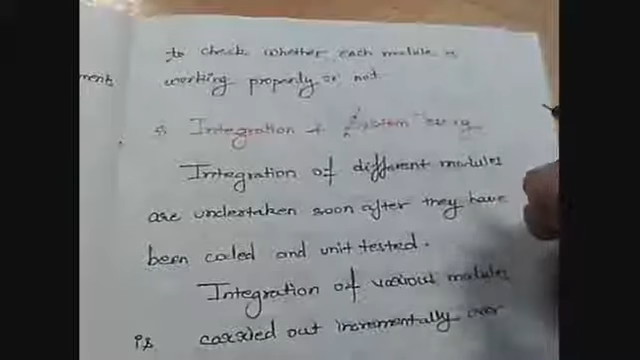 to check whether each module is
working properly or not
ment
Integration + System
Integration of different modules
are undertaken soon after they have
been coded and unit tested.
Integration of various modules
is carried out incrementally over